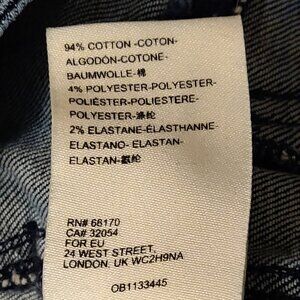 94% COTTON -COTON-
ALGODÓN-COTONE-
BAUMWOLLE-棉
4% POLYESTER-POLYESTER-
POLIÉSTER-POLIESTERE-
POLYESTER-涤纶
2% ELASTANE-ÉLASTHANNE-
ELASTANO-ELASTAN-
ELASTAN-氨纶
RN# 68170
CA# 32054
FOR EU
24 WEST STREET,
LONDON: UK WC2H9NA
OB1133445